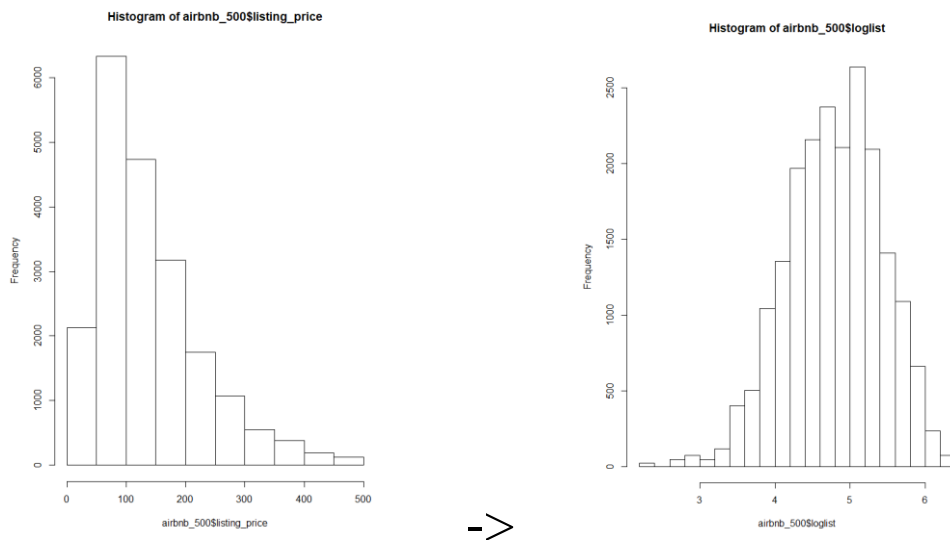 Histogram of airbnb_500$listing_price
Frequency
0
1000
2000
3000
4000
5000
6000
0 100 200 300 400 500
airbnb_500$listing_price
->
Histogram of airbnb_500$loglist
Frequency
0
500
1000
1500
2000
2500
3 4 5 6
airbnb_500$loglist